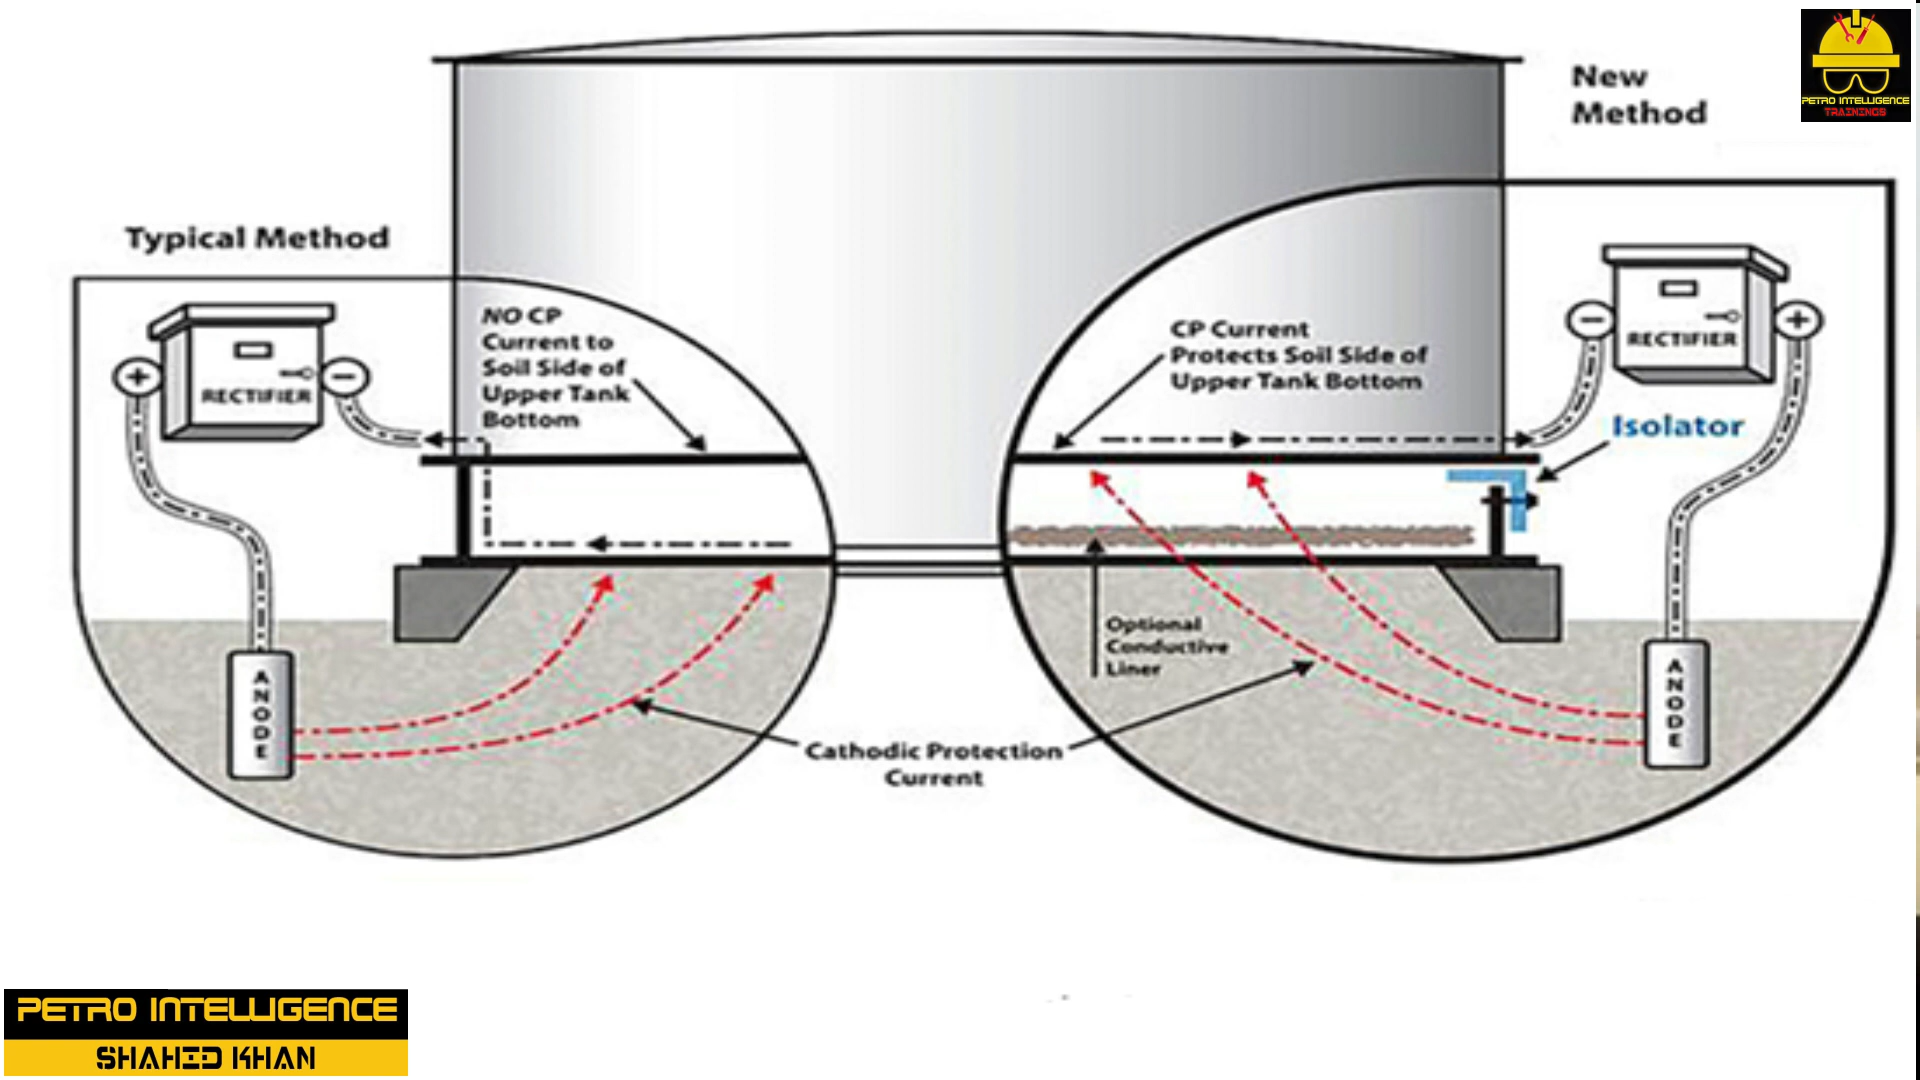 New
Method
PETRO INTELLIGENCE
TRAININGS
Typical Method
NO CP
Current to
Soil Side of
Upper Tank
Bottom
+
RECTIFIER
−
CP Current
Protects Soil Side of
Upper Tank Bottom
−
RECTIFIER
+
Isolator
Optional
Conductive
Liner
ANODE
ANODE
Cathodic Protection
Current
PETRO INTELLIGENCE
SHAHID KHAN